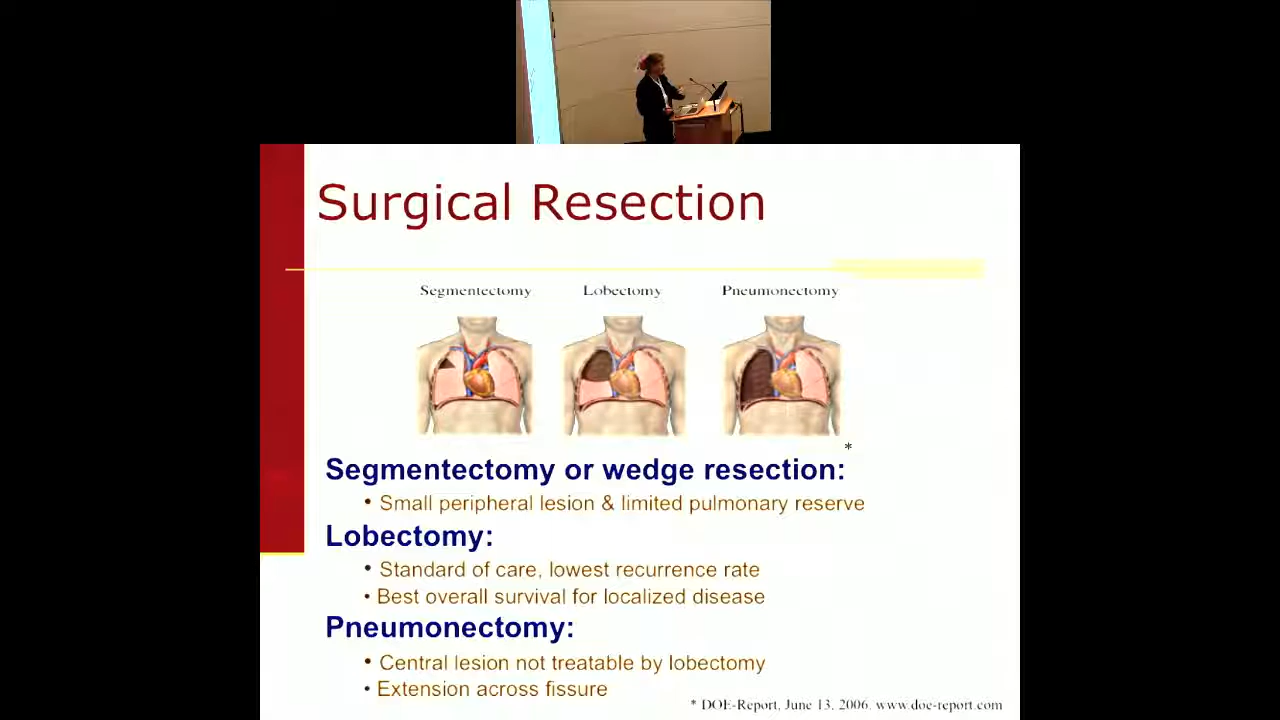 Surgical Resection
Segmentectomy Lobectomy Pneumonectomy
*
Segmentectomy or wedge resection:
• Small peripheral lesion & limited pulmonary reserve
Lobectomy:
• Standard of care, lowest recurrence rate
• Best overall survival for localized disease
Pneumonectomy:
• Central lesion not treatable by lobectomy
• Extension across fissure
* DOE-Report, June 13, 2006. www.doe-report.com